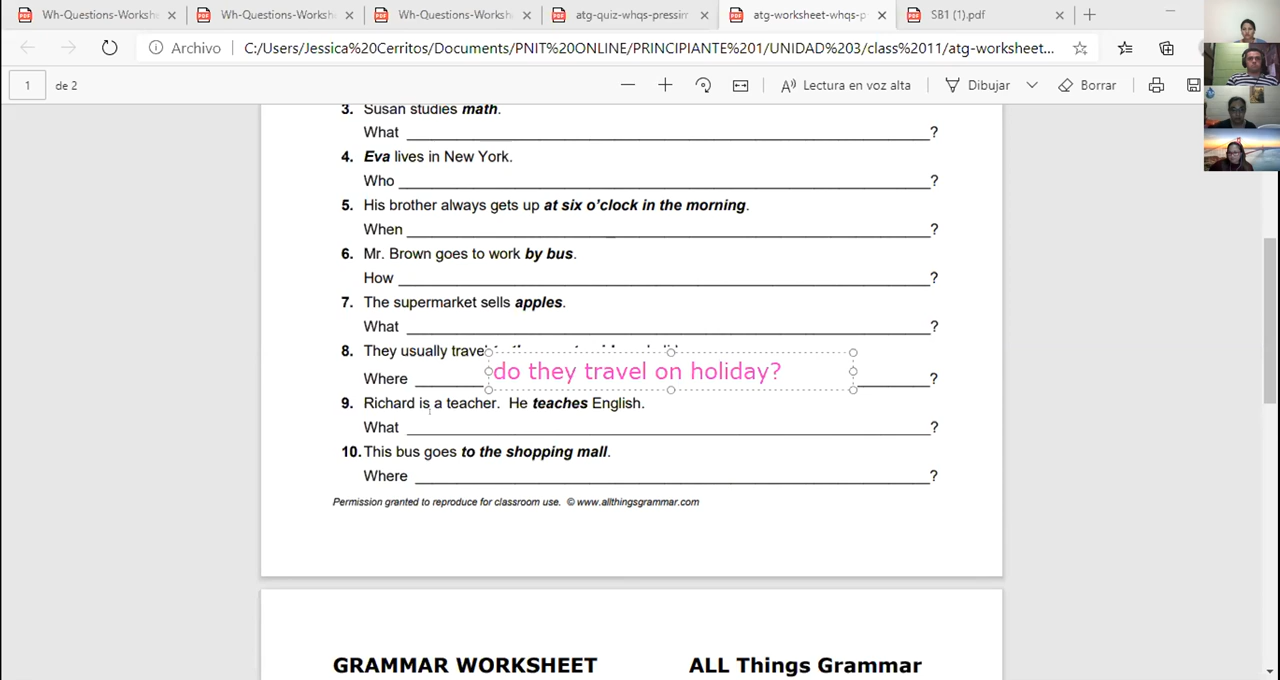 Wh-Questions-Workshe
Wh-Questions-Worksh
Wh-Questions-Worksh
atg-quiz-whqs-pressim
atg-worksheet-whqs-p
SB1 (1).pdf
Archivo
C:/Users/Jessica%20Cerritos/Documents/PNIT%20ONLINE/PRINCIPIANTE%201/UNIDAD%203/class%2011/atg-worksheet...
1 de 2
Lectura en voz alta
Dibujar
Borrar
3. Susan studies math.
What ?
4. Eva lives in New York.
Who ?
5. His brother always gets up at six o'clock in the morning.
When ?
6. Mr. Brown goes to work by bus.
How ?
7. The supermarket sells apples.
What ?
8. They usually travel
do they travel on holiday?
Where ?
9. Richard is a teacher. He teaches English.
What ?
10. This bus goes to the shopping mall.
Where ?
Permission granted to reproduce for classroom use. © www.allthingsgrammar.com
GRAMMAR WORKSHEET
ALL Things Grammar